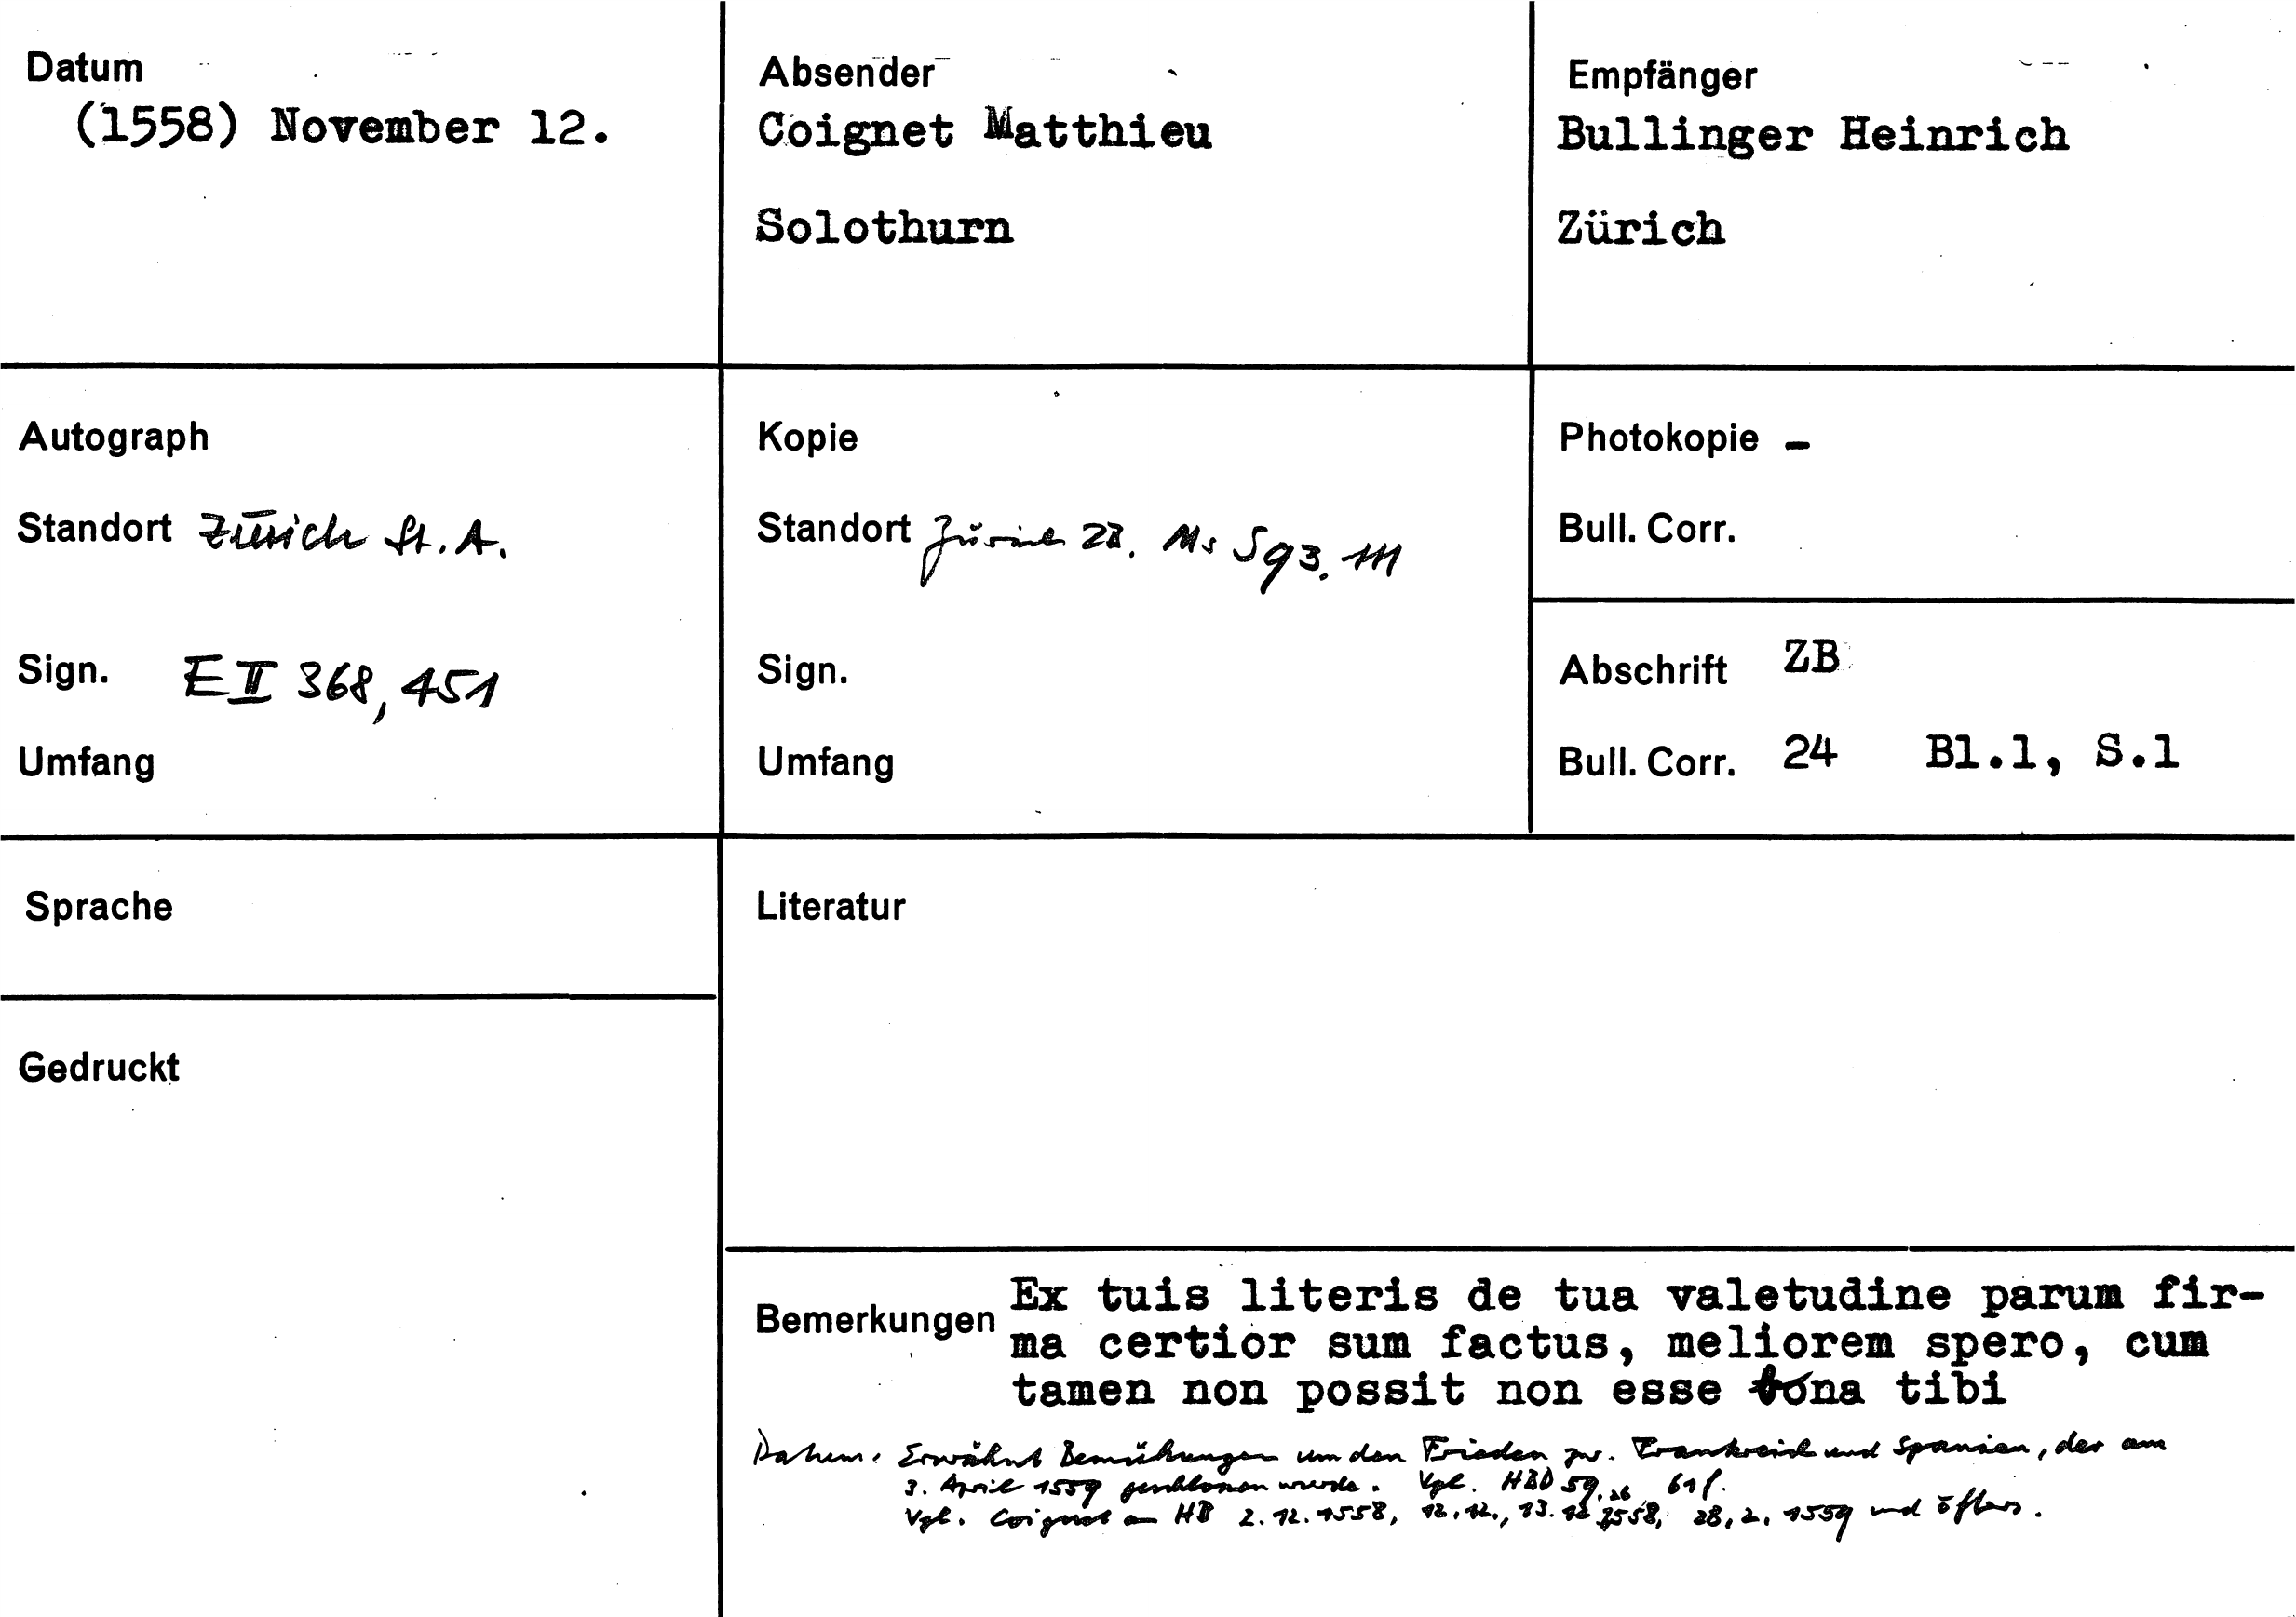 Datum
(1558) November 12.
Absender
Coignet Matthieu
Solothurn
Empfänger
Bullinger Heinrich
Zürich
Autograph
Standort Zürich St. A.
Sign. E II 368, 451
Umfang
Kopie
Standort Zürich ZB. Ms S 93. 111
Sign.
Umfang
Photokopie –
Bull. Corr.
Abschrift ZB
Bull. Corr. 24 Bl.1, S.1
Sprache
Gedruckt
Literatur
Bemerkungen Ex tuis literis de tua valetudine parum fir-
ma certior sum factus, meliorem spero, cum
tamen non possit non esse bona tibi
Datum: Erwähnt Bemühungen um den Frieden zw. Frankreich und Spanien, der am
3. April 1559 geschlossen wurde. Vgl. HBD 59,26 61f.
Vgl. Coignet an HB 2.12.1558, 12.12., 13.12 1558, 28.2.1559 und öfters.